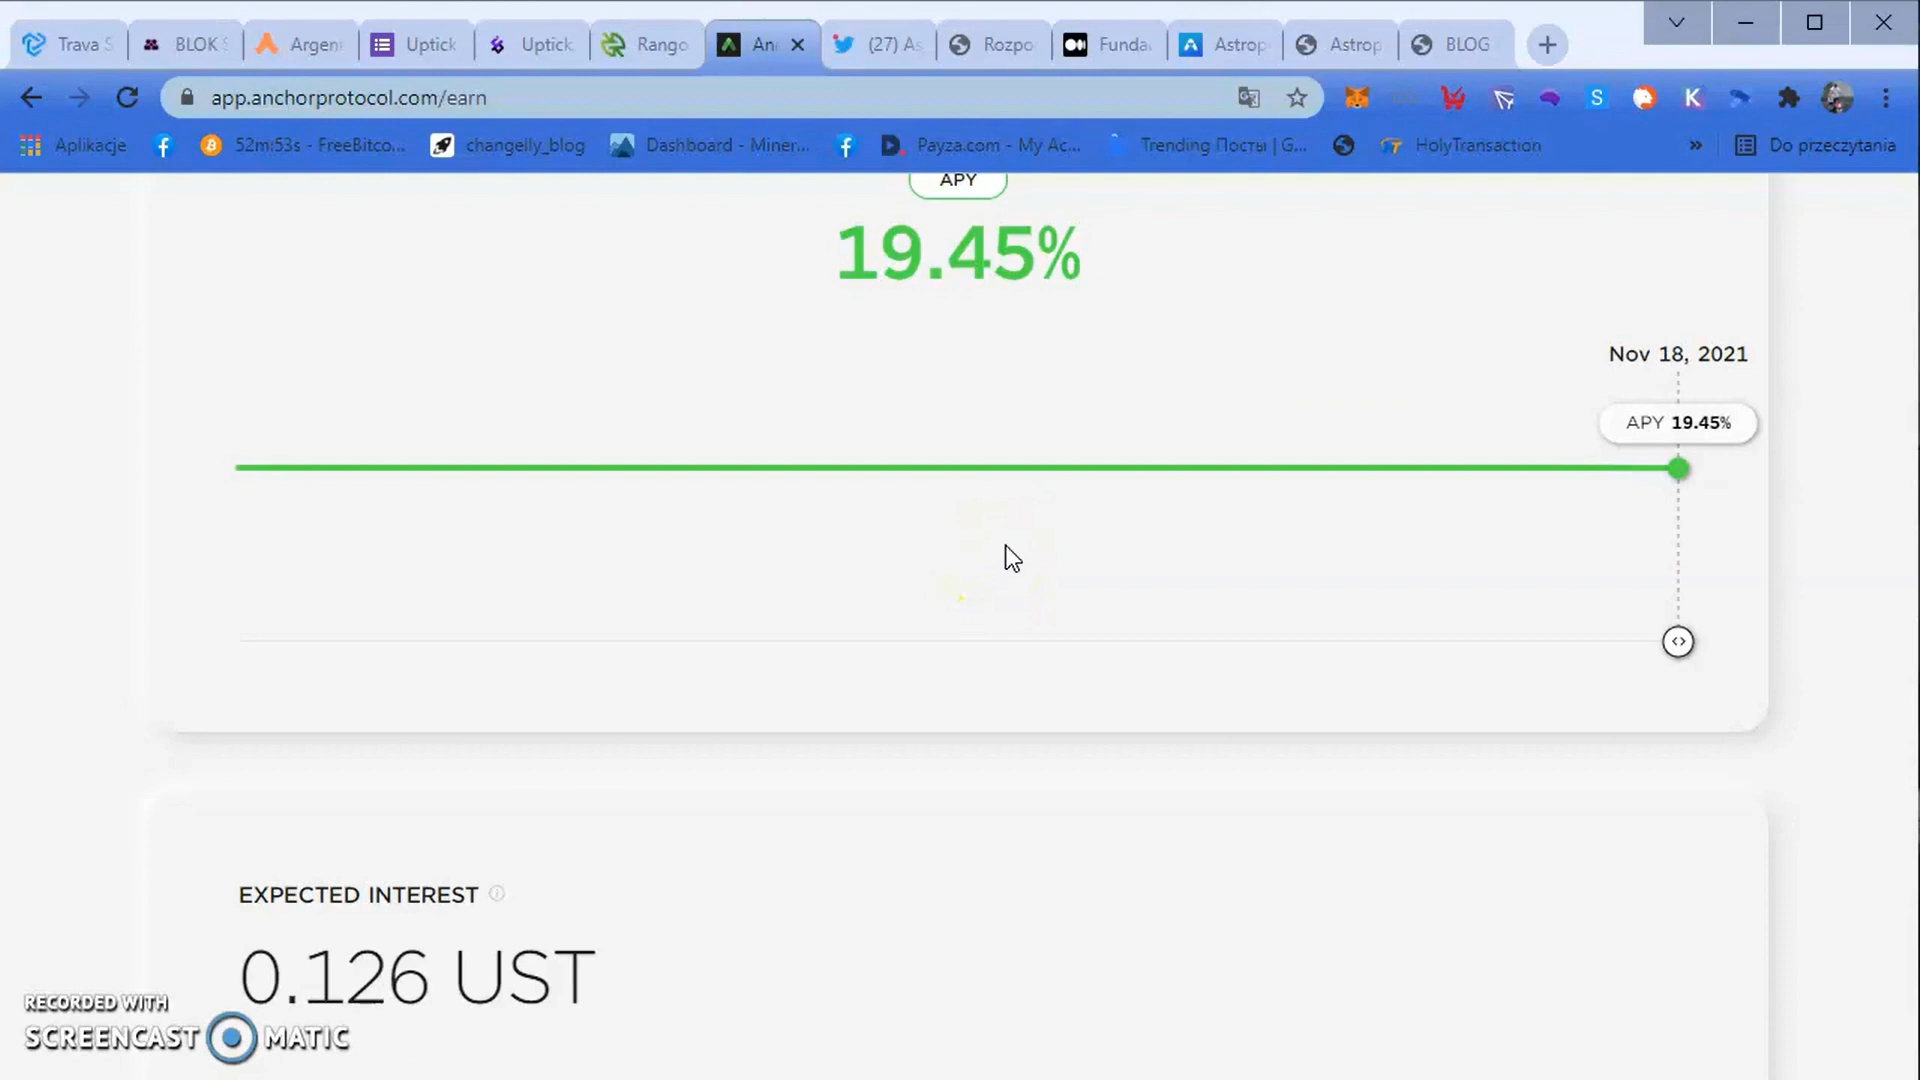 Trava S BLOK S Argen Uptick Uptick Rango An (27) As Rozpo Funda Astrop Astrop BLOG
app.anchorprotocol.com/earn
Aplikacje 52m:53s - FreeBitco... changelly_blog Dashboard - Miner... Payza.com - My Ac... Trending Посты | G... HolyTransaction » Do przeczytania
APY
19.45%
Nov 18, 2021
APY 19.45%
EXPECTED INTEREST
0.126 UST
RECORDED WITH
SCREENCAST MATIC